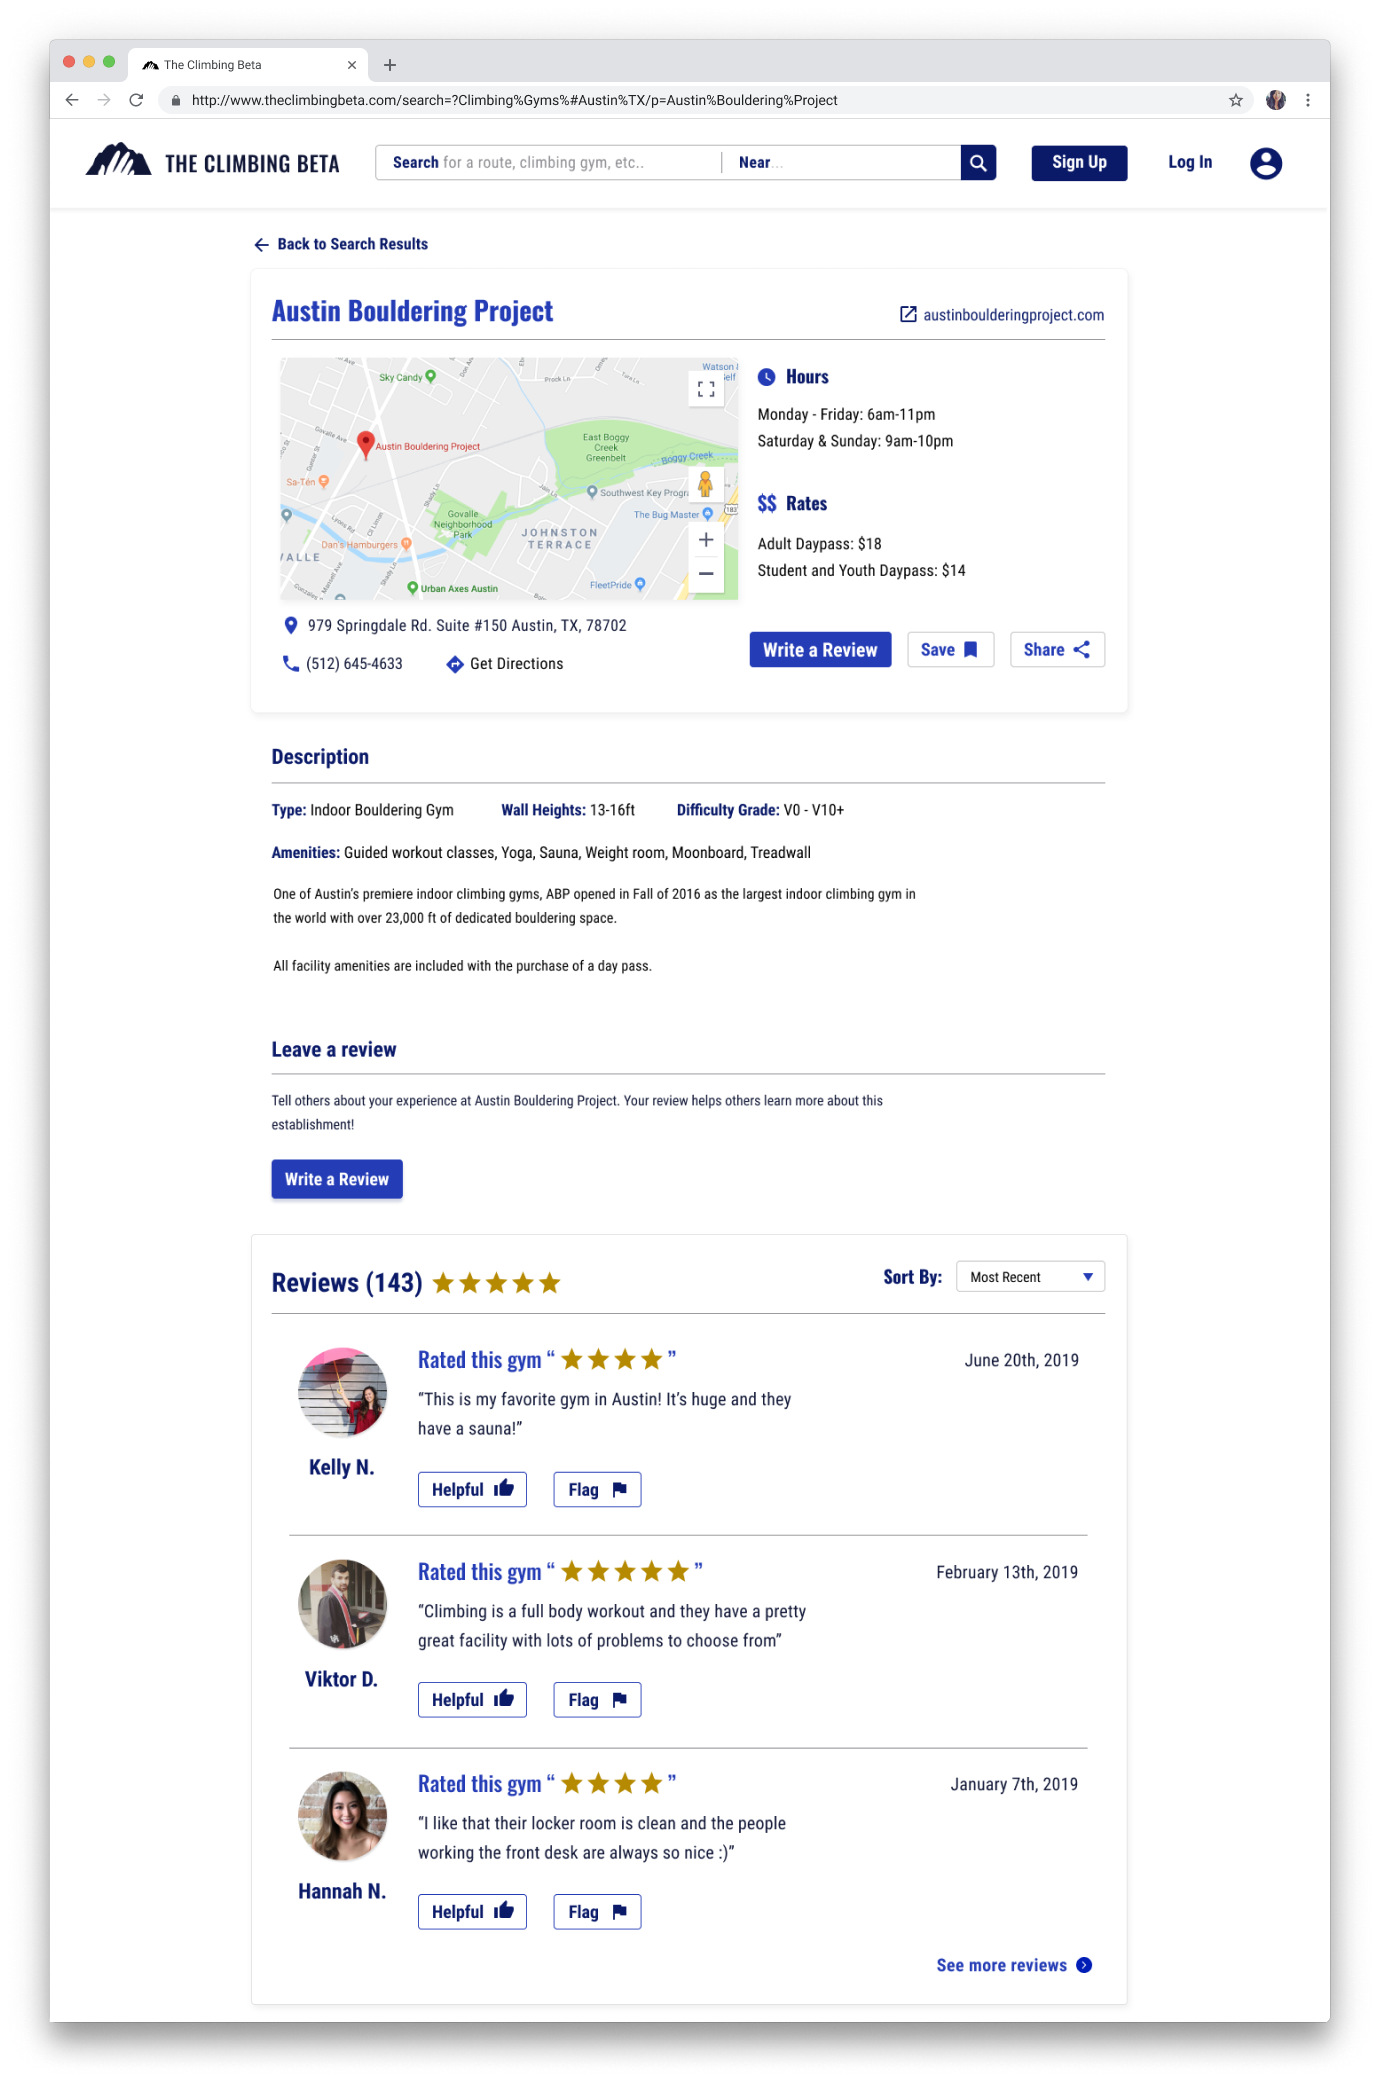 The Climbing Beta
http://www.theclimbingbeta.com/search=?Climbing%Gyms%#Austin%TX/p=Austin%Bouldering%Project
THE CLIMBING BETA
Search for a route, climbing gym, etc..
Near...
Sign Up
Log In
Back to Search Results
Austin Bouldering Project
austinboulderingproject.com
Sky Candy
Prock Ln
Watson
Self
Govalle Ave
Austin Bouldering Project
East Boggy
Creek
Greenbelt
Boggy Creek
Sa-Tén
Shady Ln
Jain Ln
Southwest Key Progr
Govalle
Neighborhood
Park
The Bug Master
183
Lyons Rd
JOHNSTON
TERRACE
Dan's Hamburgers
VALLE
Shady Ln
Urban Axes Austin
FleetPride
Hours
Monday - Friday: 6am-11pm
Saturday & Sunday: 9am-10pm
$$ Rates
Adult Daypass: $18
Student and Youth Daypass: $14
979 Springdale Rd. Suite #150 Austin, TX, 78702
(512) 645-4633
Get Directions
Write a Review
Save
Share
Description
Type: Indoor Bouldering Gym
Wall Heights: 13-16ft
Difficulty Grade: V0 - V10+
Amenities: Guided workout classes, Yoga, Sauna, Weight room, Moonboard, Treadwall
One of Austin's premiere indoor climbing gyms, ABP opened in Fall of 2016 as the largest indoor climbing gym in
the world with over 23,000 ft of dedicated bouldering space.
All facility amenities are included with the purchase of a day pass.
Leave a review
Tell others about your experience at Austin Bouldering Project. Your review helps others learn more about this
establishment!
Write a Review
Reviews (143)
Sort By:
Most Recent
Rated this gym “ ”
June 20th, 2019
“This is my favorite gym in Austin! It’s huge and they
have a sauna!”
Kelly N.
Helpful
Flag
Rated this gym “ ”
February 13th, 2019
“Climbing is a full body workout and they have a pretty
great facility with lots of problems to choose from”
Viktor D.
Helpful
Flag
Rated this gym “ ”
January 7th, 2019
“I like that their locker room is clean and the people
working the front desk are always so nice :)”
Hannah N.
Helpful
Flag
See more reviews